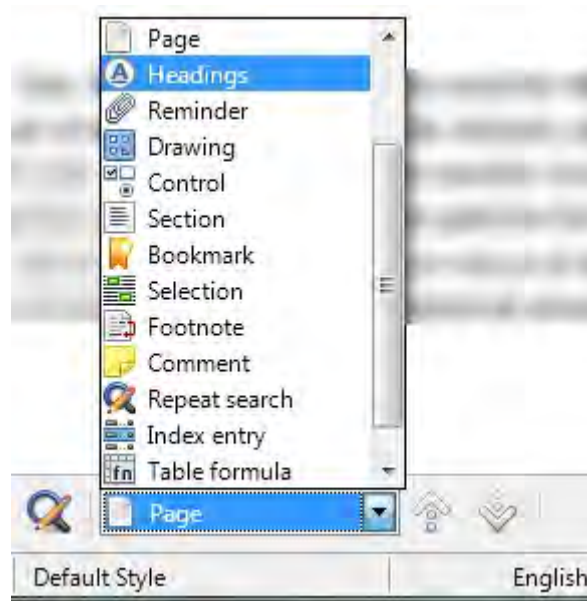 Page
Headings
Reminder
Drawing
Control
Section
Bookmark
Selection
Footnote
Comment
Repeat search
Index entry
fn Table formula
Page
Default Style English